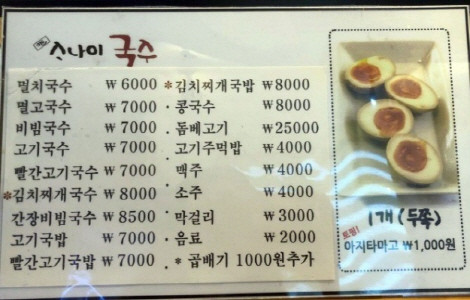 스나이 국수
멸치국수 ₩6000
멸고국수 ₩7000
비빔국수 ₩7000
고기국수 ₩7000
빨간고기국수 ₩7000
*김치찌개국수 ₩8000
간장비빔국수 ₩8500
고기국밥 ₩7000
빨간고기국밥 ₩7000
*김치찌개국밥 ₩8000
콩국수 ₩8000
돔베고기 ₩25000
고기주먹밥 ₩4000
맥주 ₩4000
소주 ₩4000
막걸리 ₩3000
음료 ₩2000
* 곱배기 1000원추가
1개 (두쪽)
토핑!
아지타마고 ₩1,000원